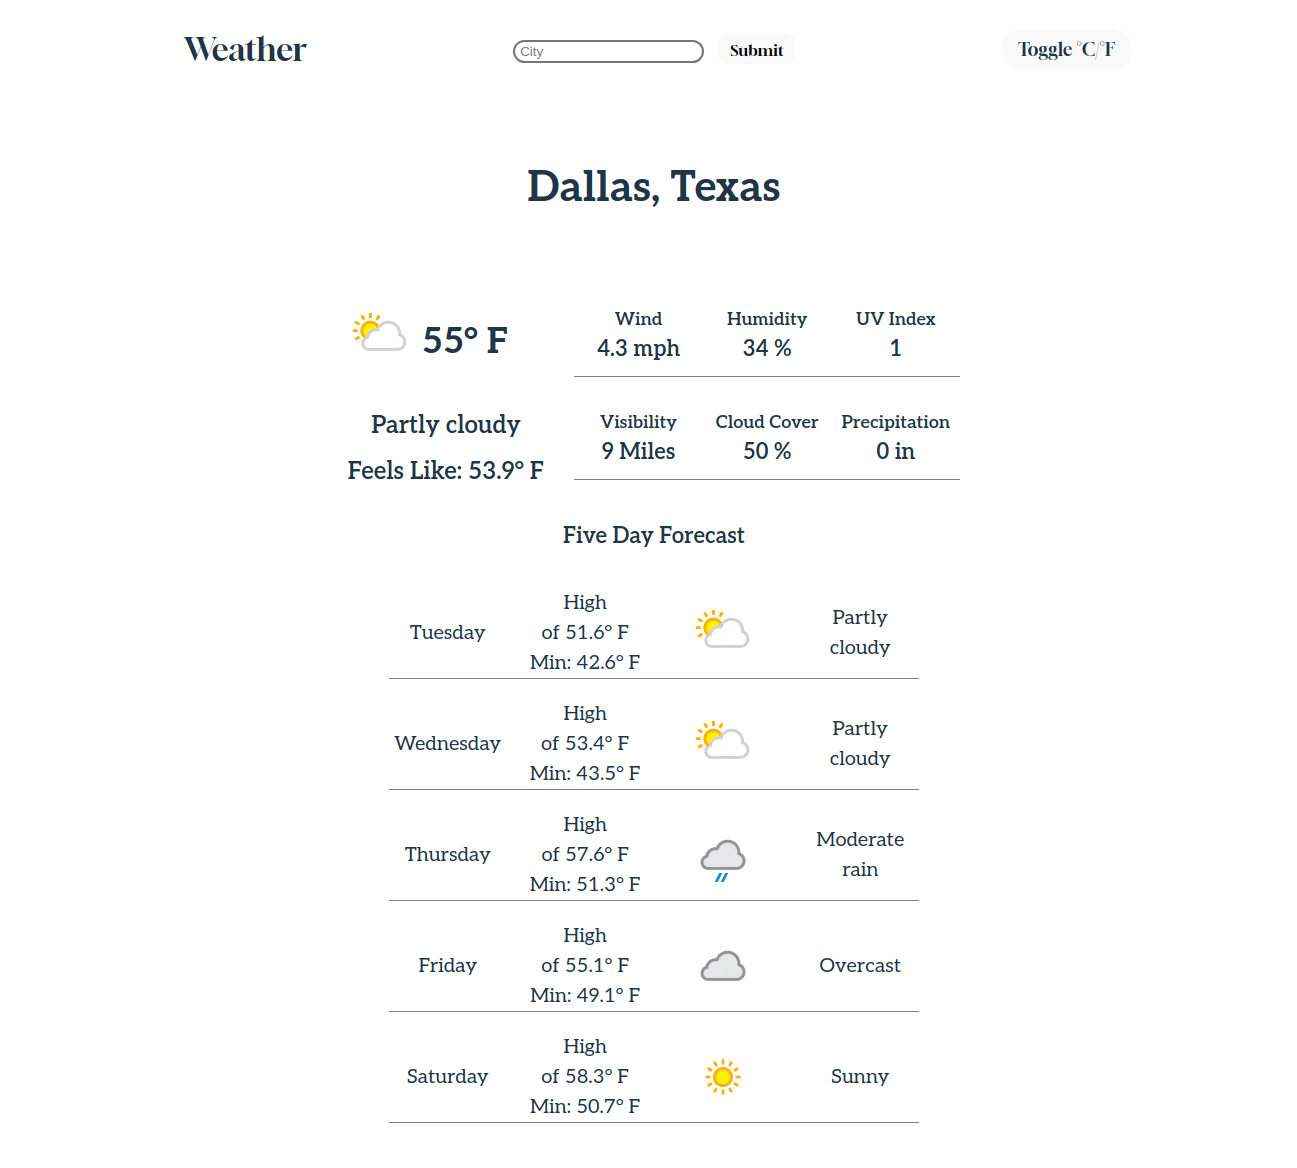 Weather
City
Submit
Toggle °C/°F
Dallas, Texas
55° F
Partly cloudy
Feels Like: 53.9° F
Wind
4.3 mph
Humidity
34 %
UV Index
1
Visibility
9 Miles
Cloud Cover
50 %
Precipitation
0 in
Five Day Forecast
Tuesday
High
of 51.6° F
Min: 42.6° F
Partly
cloudy
Wednesday
High
of 53.4° F
Min: 43.5° F
Partly
cloudy
Thursday
High
of 57.6° F
Min: 51.3° F
Moderate
rain
Friday
High
of 55.1° F
Min: 49.1° F
Overcast
Saturday
High
of 58.3° F
Min: 50.7° F
Sunny